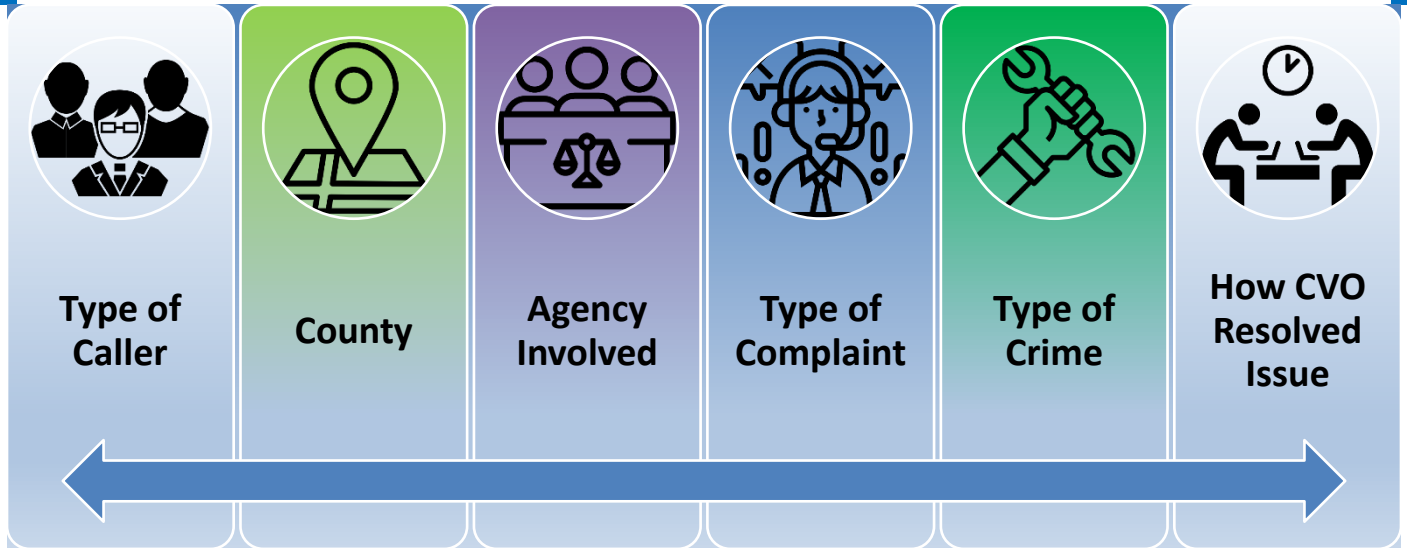 Type of
Caller
County
Agency
Involved
Type of
Complaint
Type of
Crime
How CVO
Resolved
Issue